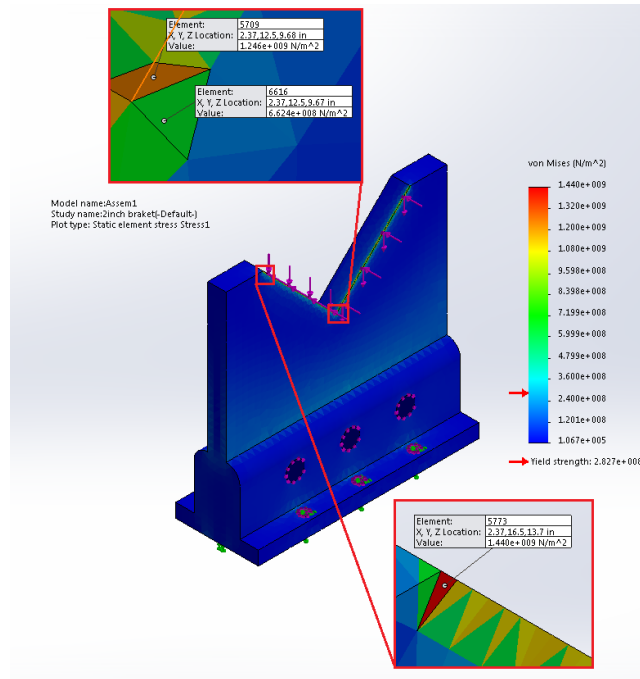 Element: 5709
X, Y, Z Location: 2.37,12.5,9.68 in
Value: 1.246e+009 N/m^2
Element: 6616
X, Y, Z Location: 2.37,12.5,9.67 in
Value: 6.624e+008 N/m^2
Model name:Assem1
Study name:2inch braket(-Default-)
Plot type: Static element stress Stress1
von Mises (N/m^2)
1.440e+009
1.320e+009
1.200e+009
1.080e+009
9.598e+008
8.398e+008
7.199e+008
5.999e+008
4.799e+008
3.600e+008
2.400e+008
1.201e+008
1.067e+005
Yield strength: 2.827e+008
Element: 5773
X, Y, Z Location: 2.37,16.5,13.7 in
Value: 1.440e+009 N/m^2